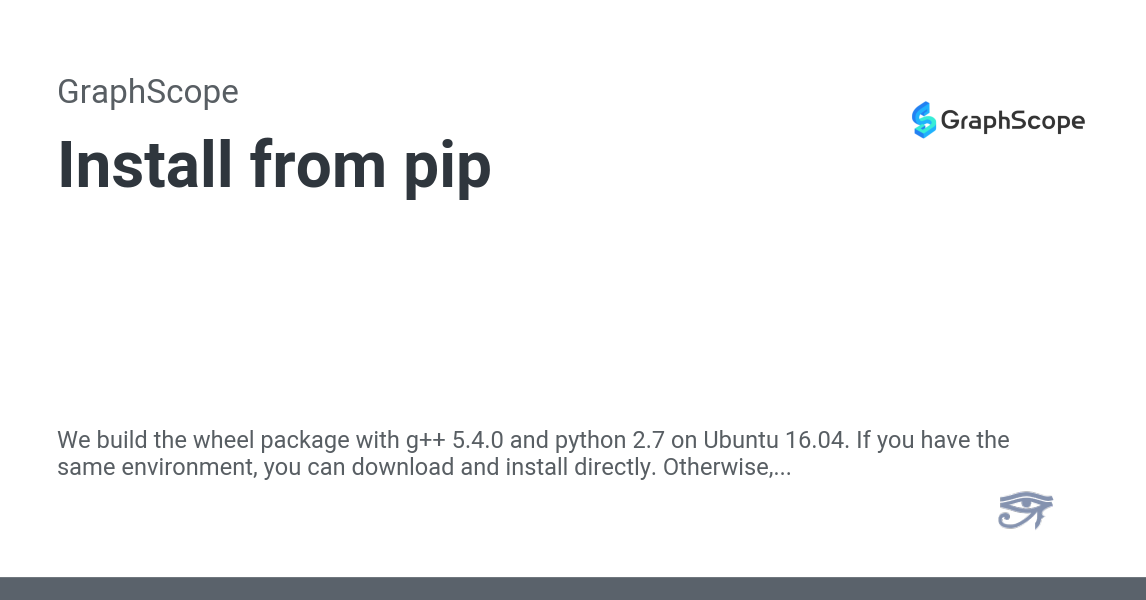 GraphScope
Install from pip
GraphScope
We build the wheel package with g++ 5.4.0 and python 2.7 on Ubuntu 16.04. If you have the
same environment, you can download and install directly. Otherwise,...